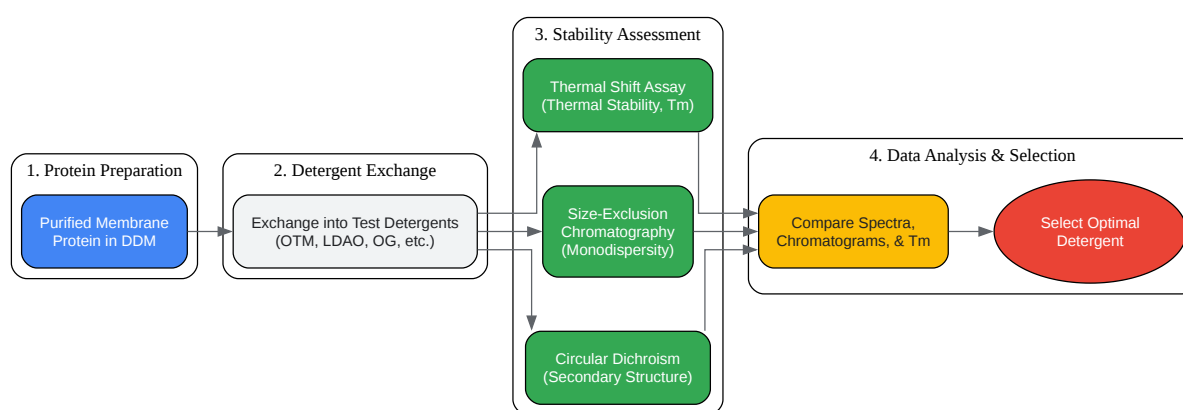 1. Protein Preparation
Purified Membrane
Protein in DDM
2. Detergent Exchange
Exchange into Test Detergents
(OTM, LDAO, OG, etc.)
3. Stability Assessment
Thermal Shift Assay
(Thermal Stability, Tm)
Size-Exclusion
Chromatography
(Monodispersity)
Circular Dichroism
(Secondary Structure)
4. Data Analysis & Selection
Compare Spectra,
Chromatograms, & Tm
Select Optimal
Detergent